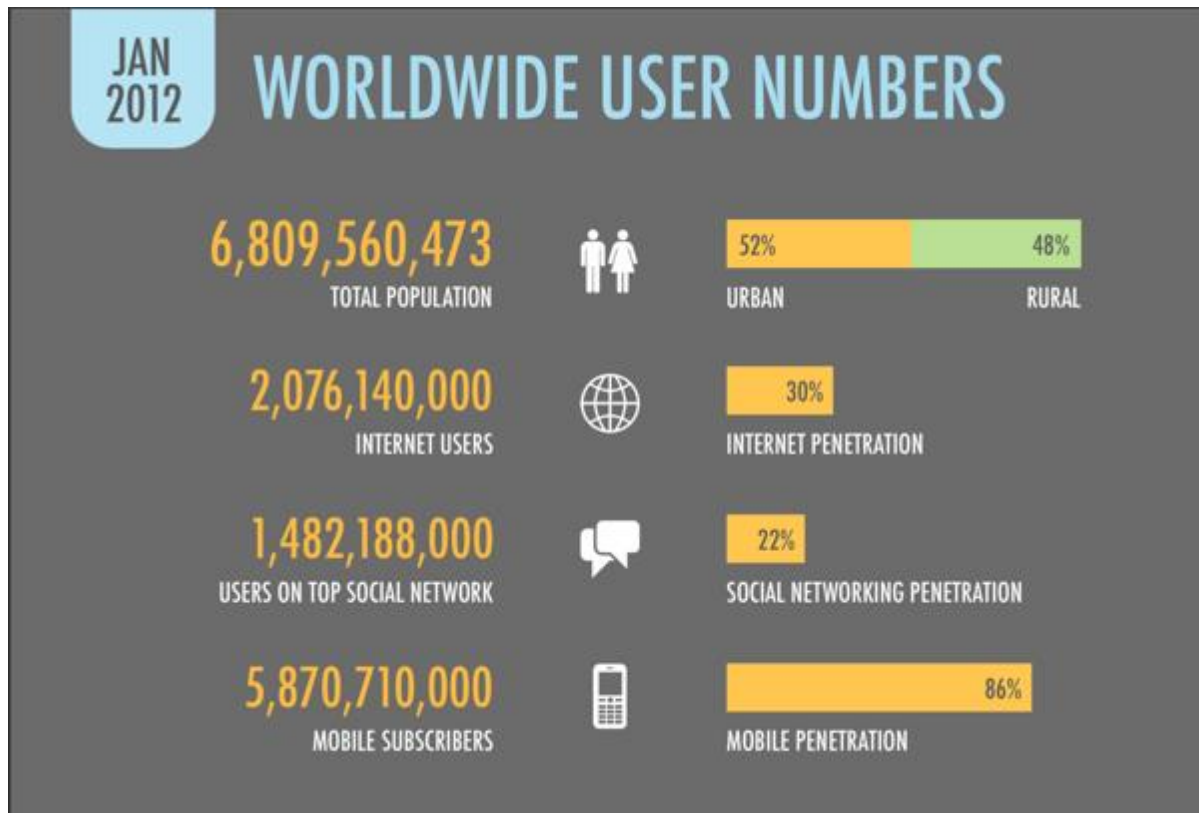 JAN
2012
WORLDWIDE USER NUMBERS
6,809,560,473
TOTAL POPULATION
52%
48%
URBAN
RURAL
2,076,140,000
INTERNET USERS
30%
INTERNET PENETRATION
1,482,188,000
USERS ON TOP SOCIAL NETWORK
22%
SOCIAL NETWORKING PENETRATION
5,870,710,000
MOBILE SUBSCRIBERS
86%
MOBILE PENETRATION